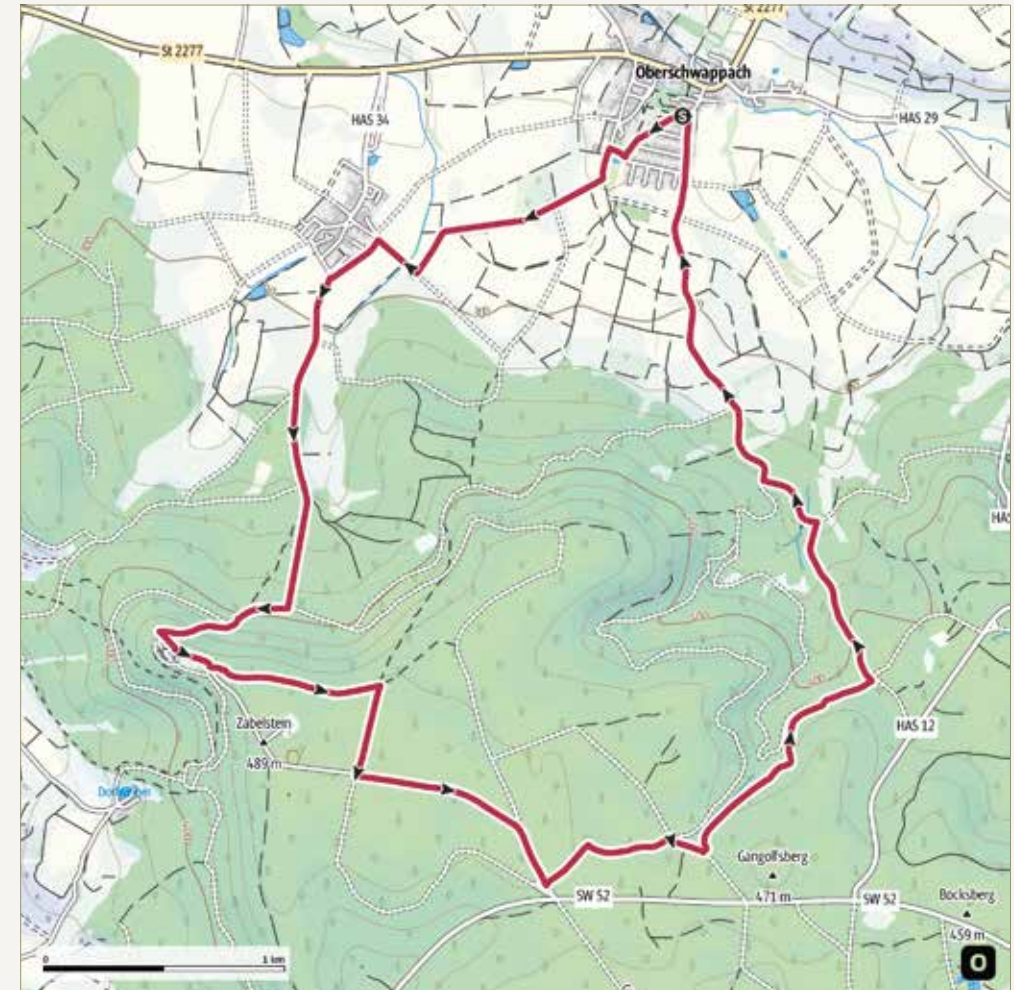 St 2277
St 2277
Oberschwappach
HAS 34
S
HAS 29
300
HAS 12
Zabelstein
489 m
Gangolfsberg
471 m
SW 52
SW 52
Bocksberg
459 m
0
1 km
O